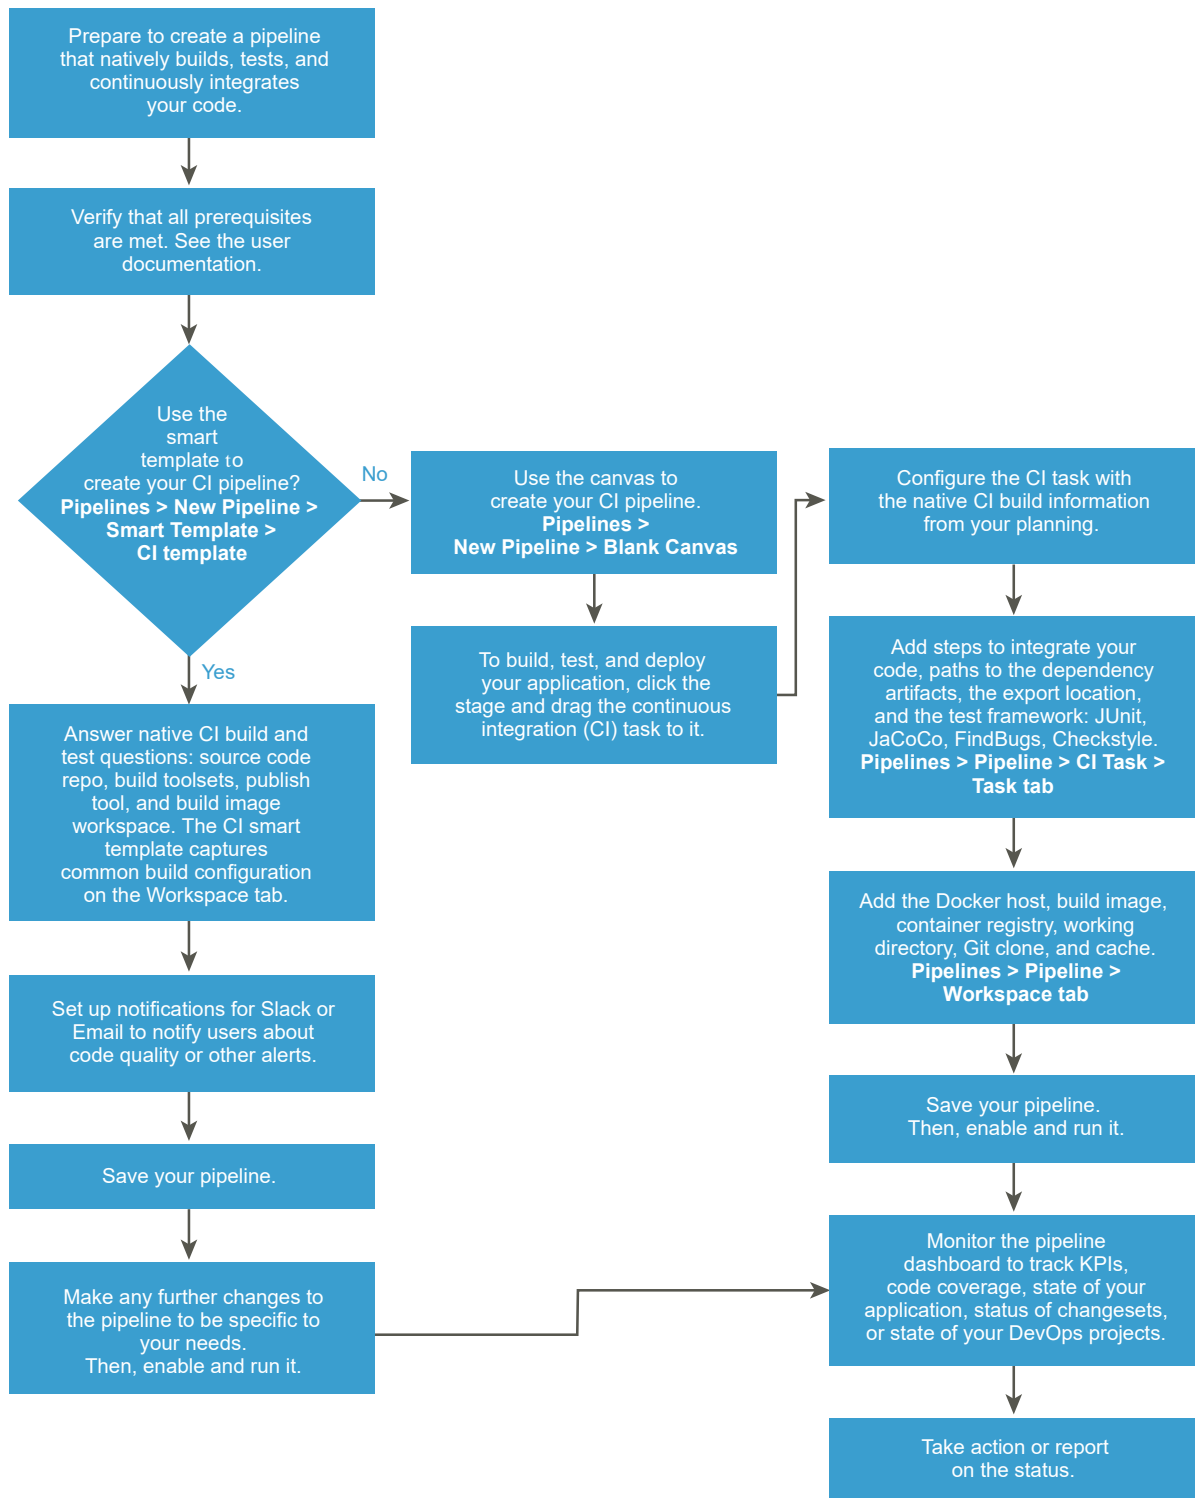 Prepare to create a pipeline
that natively builds, tests, and
continuously integrates
your code.
Verify that all prerequisites
are met. See the user
documentation.
Use the
smart
template to
create your CI pipeline?
Pipelines > New Pipeline >
Smart Template >
CI template
No
Yes
Answer native CI build and
test questions: source code
repo, build toolsets, publish
tool, and build image
workspace. The CI smart
template captures
common build configuration
on the Workspace tab.
Set up notifications for Slack or
Email to notify users about
code quality or other alerts.
Save your pipeline.
Make any further changes to
the pipeline to be specific to
your needs.
Then, enable and run it.
Use the canvas to
create your CI pipeline.
Pipelines >
New Pipeline > Blank Canvas
To build, test, and deploy
your application, click the
stage and drag the continuous
integration (CI) task to it.
Configure the CI task with
the native CI build information
from your planning.
Add steps to integrate your
code, paths to the dependency
artifacts, the export location,
and the test framework: JUnit,
JaCoCo, FindBugs, Checkstyle.
Pipelines > Pipeline > CI Task >
Task tab
Add the Docker host, build image,
container registry, working
directory, Git clone, and cache.
Pipelines > Pipeline >
Workspace tab
Save your pipeline.
Then, enable and run it.
Monitor the pipeline
dashboard to track KPIs,
code coverage, state of your
application, status of changesets,
or state of your DevOps projects.
Take action or report
on the status.